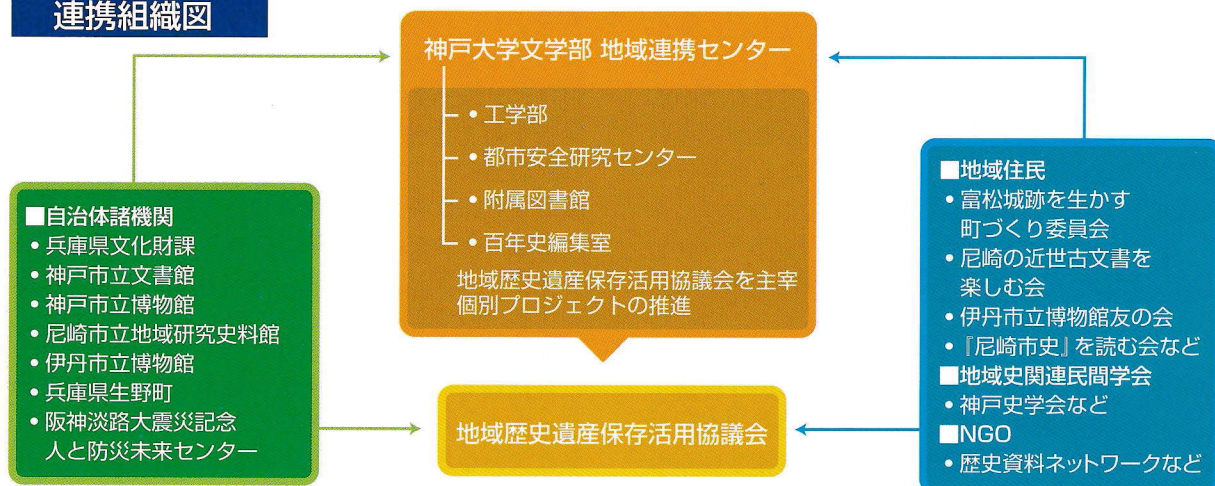 連携組織図
神戸大学文学部 地域連携センター
• 工学部
• 都市安全研究センター
• 附属図書館
• 百年史編集室
地域歴史遺産保存活用協議会を主宰
個別プロジェクトの推進
■自治体諸機関
• 兵庫県文化財課
• 神戸市立文書館
• 神戸市立博物館
• 尼崎市立地域研究史料館
• 伊丹市立博物館
• 兵庫県生野町
• 阪神淡路大震災記念
人と防災未来センター
地域歴史遺産保存活用協議会
■地域住民
• 富松城跡を生かす
町づくり委員会
• 尼崎の近世古文書を
楽しむ会
• 伊丹市立博物館友の会
• 『尼崎市史』を読む会など
■地域史関連民間学会
• 神戸史学会など
■NGO
• 歴史資料ネットワークなど